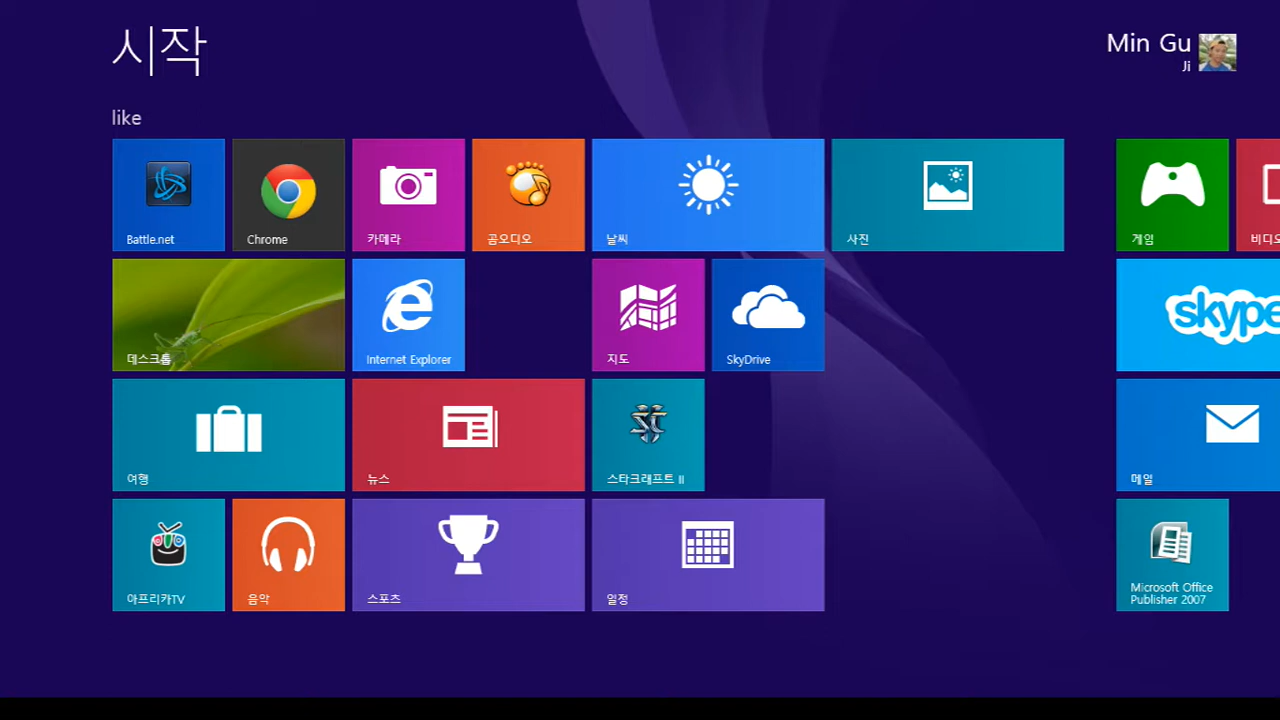 시작
Min Gu
Ji
like
Battle.net
Chrome
카메라
곰오디오
날씨
사진
게임
비디오
데스크톱
Internet Explorer
지도
SkyDrive
skype
여행
뉴스
스타크래프트 II
메일
아프리카TV
음악
스포츠
일정
Microsoft Office
Publisher 2007